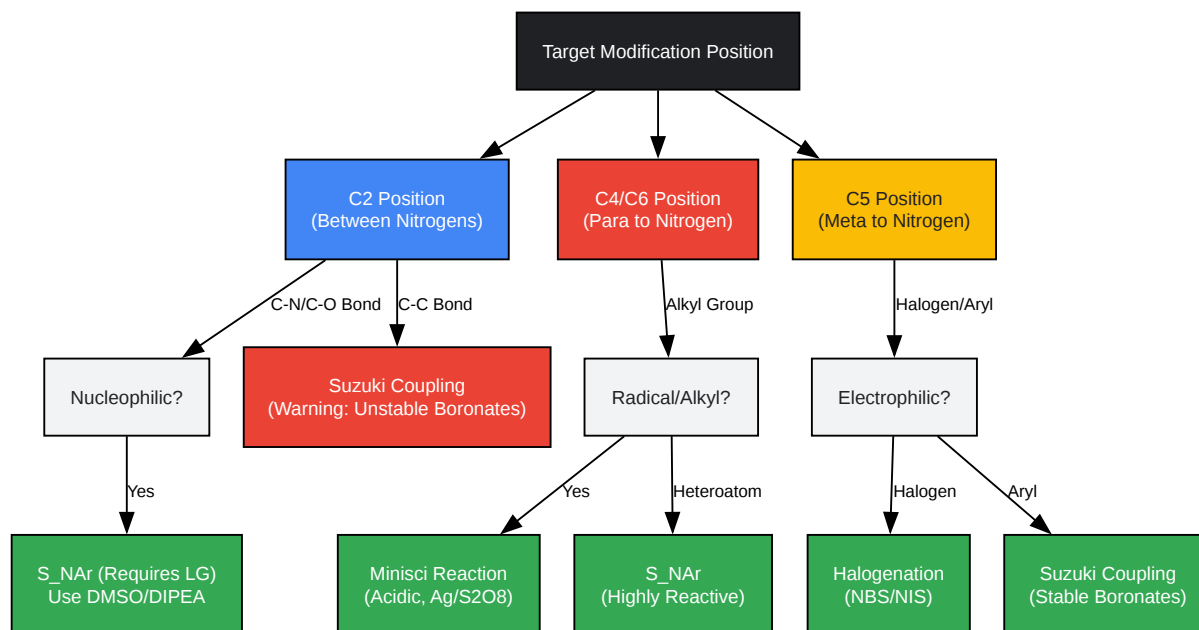 Target Modification Position
C2 Position
(Between Nitrogens)
C4/C6 Position
(Para to Nitrogen)
C5 Position
(Meta to Nitrogen)
C-N/C-O Bond
C-C Bond
Alkyl Group
Halogen/Aryl
Nucleophilic?
Suzuki Coupling
(Warning: Unstable Boronates)
Radical/Alkyl?
Electrophilic?
Yes
Yes
Heteroatom
Halogen
Aryl
S_NAr (Requires LG)
Use DMSO/DIPEA
Minisci Reaction
(Acidic, Ag/S2O8)
S_NAr
(Highly Reactive)
Halogenation
(NBS/NIS)
Suzuki Coupling
(Stable Boronates)